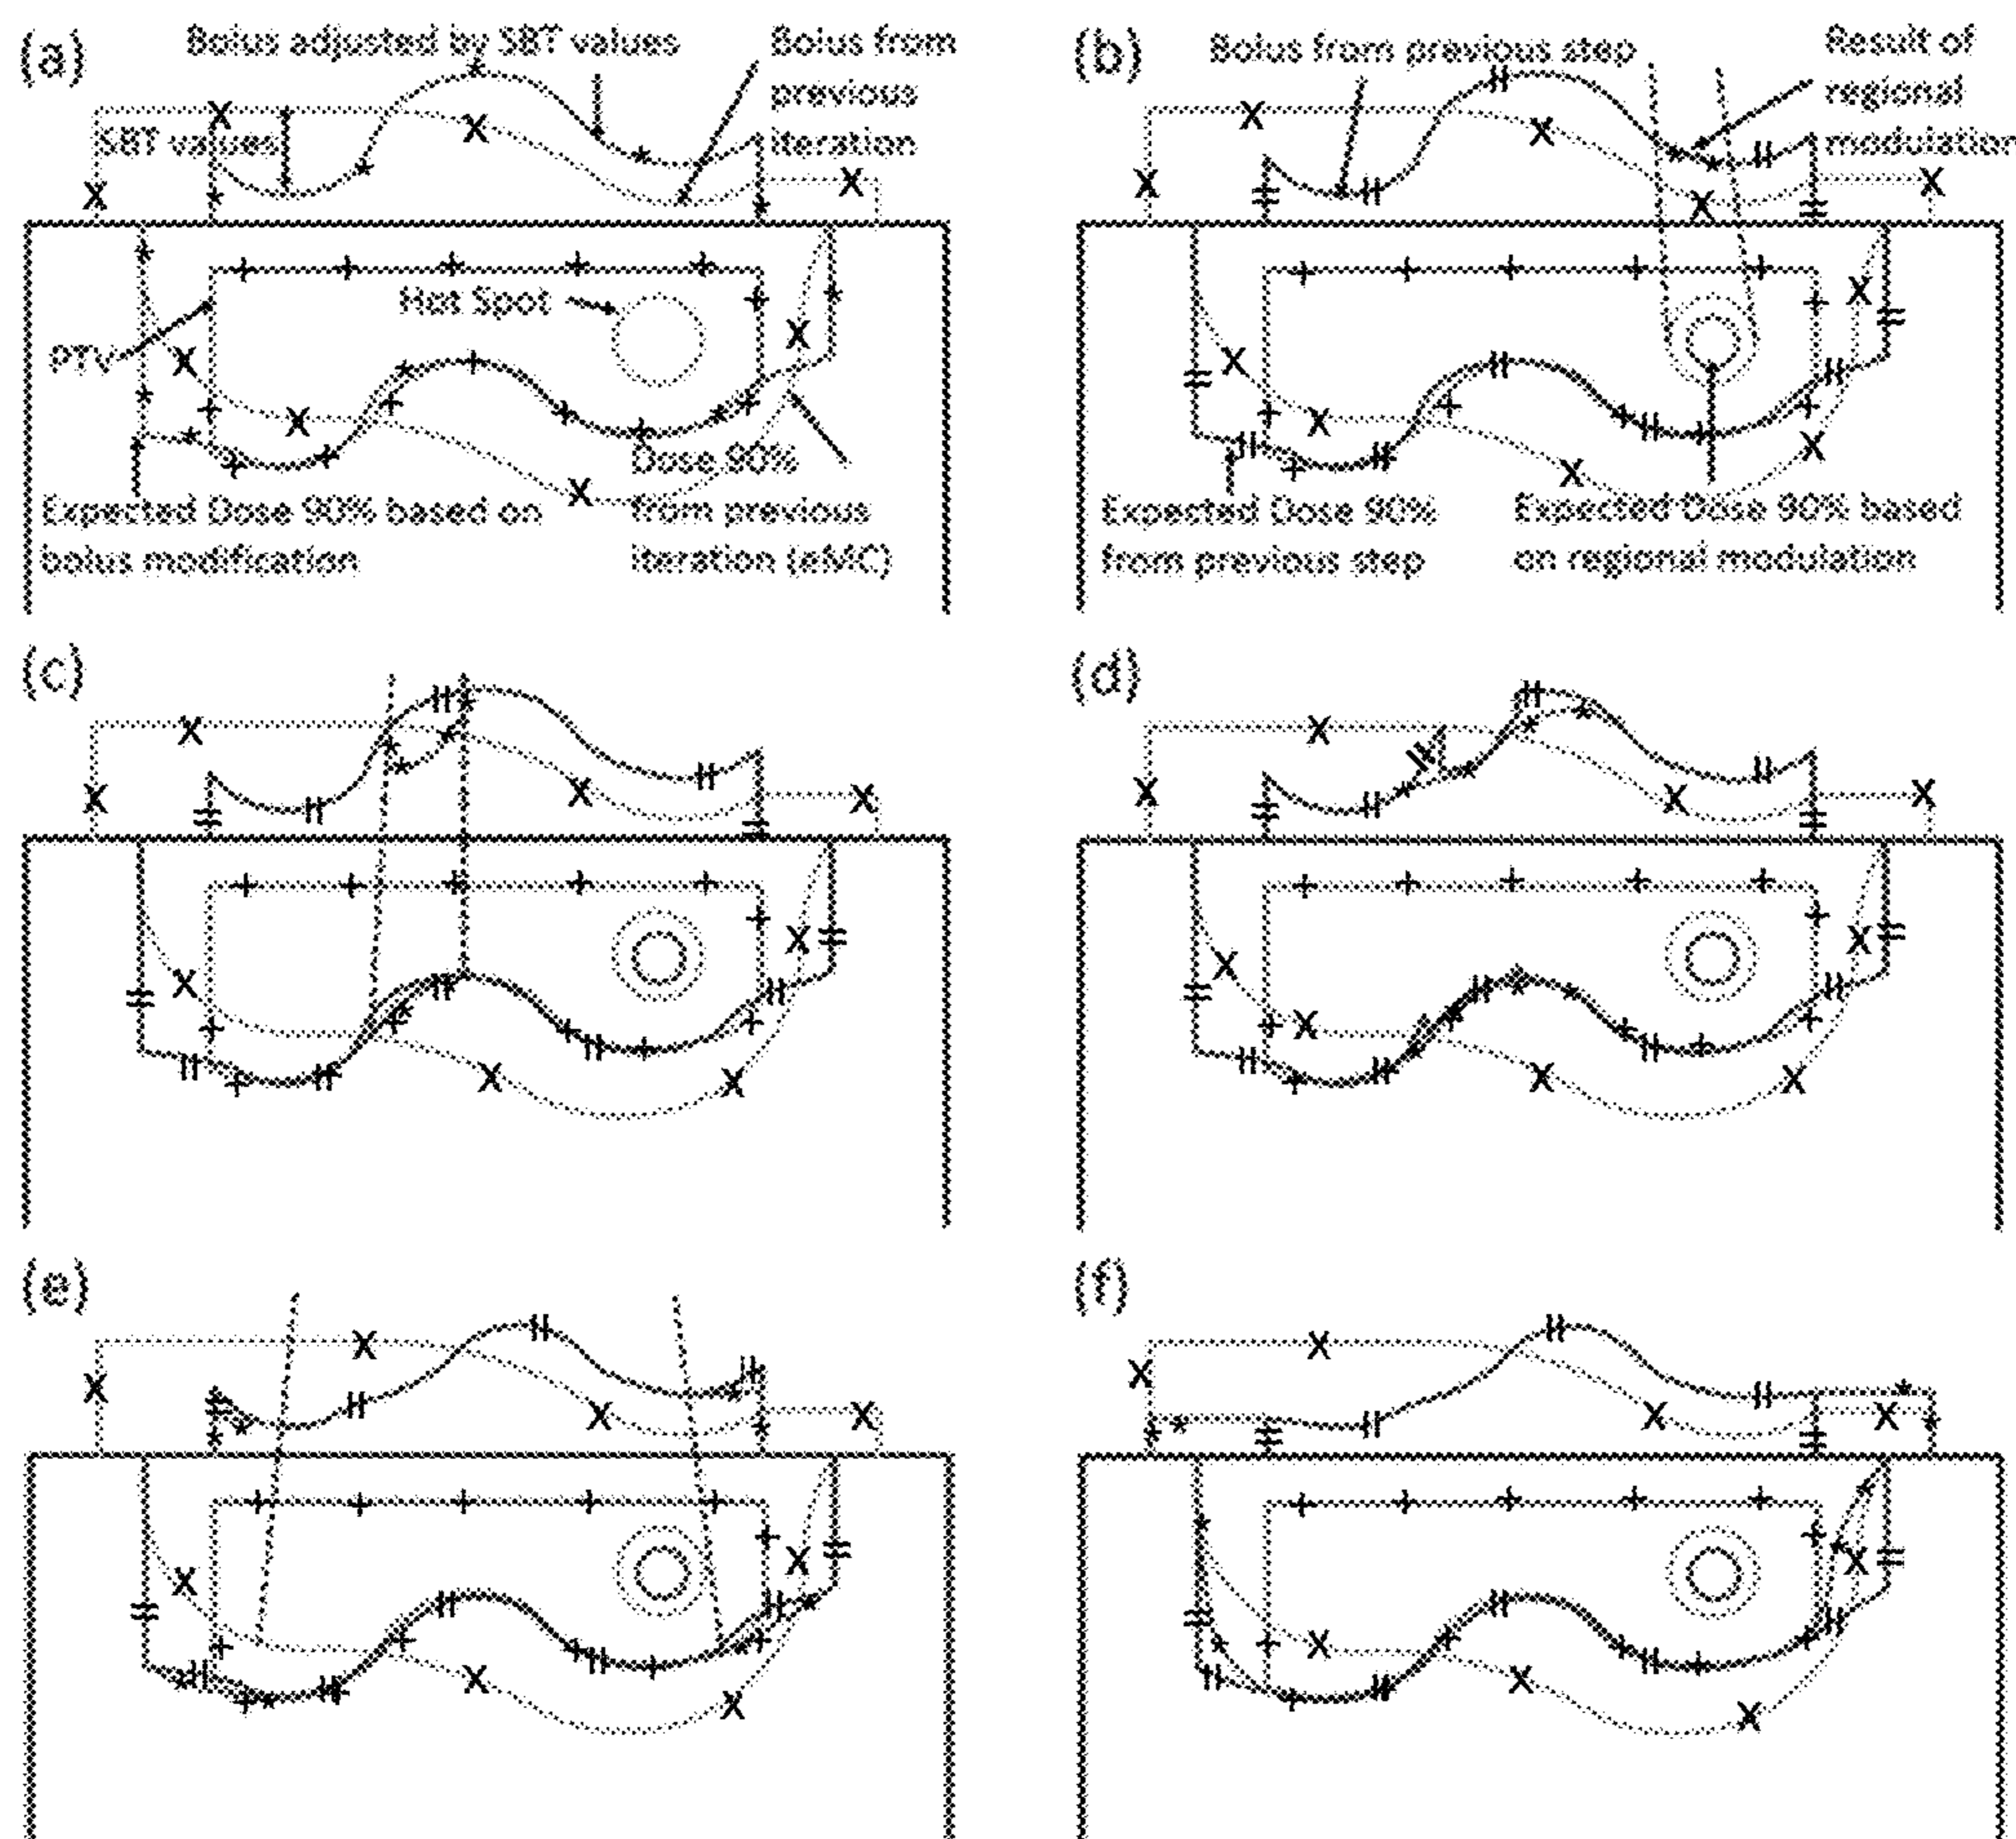 (a)
Bolus adjusted by SBT values
Bolus from
previous
iteration
SBT values
Hot Spot
PTV
Dose 90%
from previous
iteration (eMC)
Expected Dose 90% based on
bolus modification
(b)
Bolus from previous step
Result of
regional
modulation
Expected Dose 90%
from previous step
Expected Dose 90% based
on regional modulation
(c)
(d)
(e)
(f)